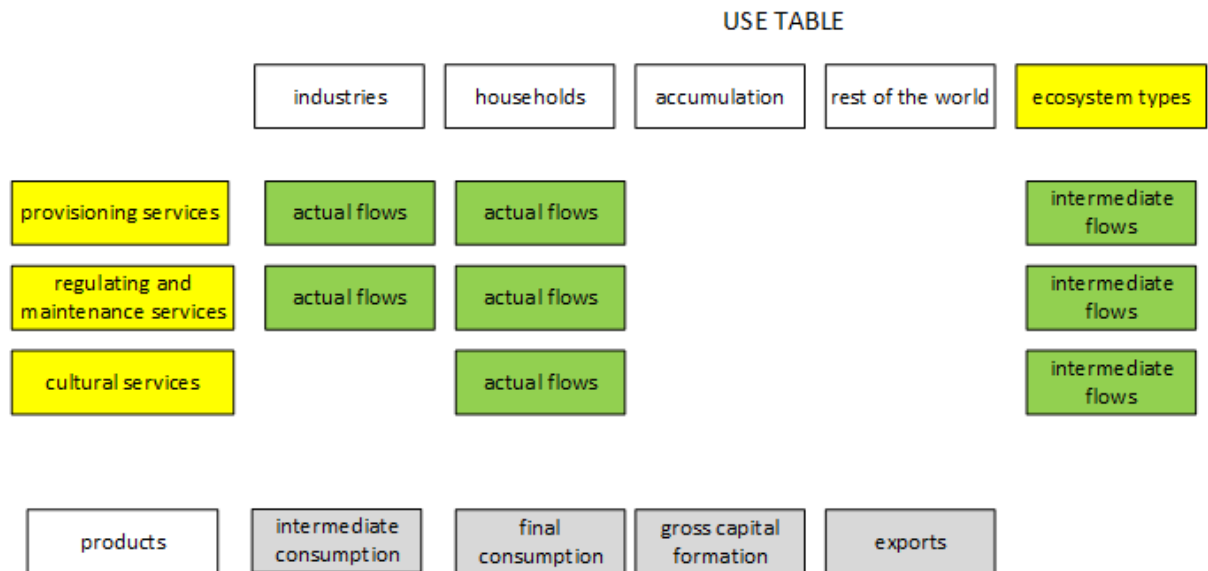 USE TABLE
industries
households
accumulation
rest of the world
ecosystem types
provisioning services
actual flows
actual flows
intermediate
flows
regulating and
maintenance services
actual flows
actual flows
intermediate
flows
cultural services
actual flows
intermediate
flows
products
intermediate
consumption
final
consumption
gross capital
formation
exports